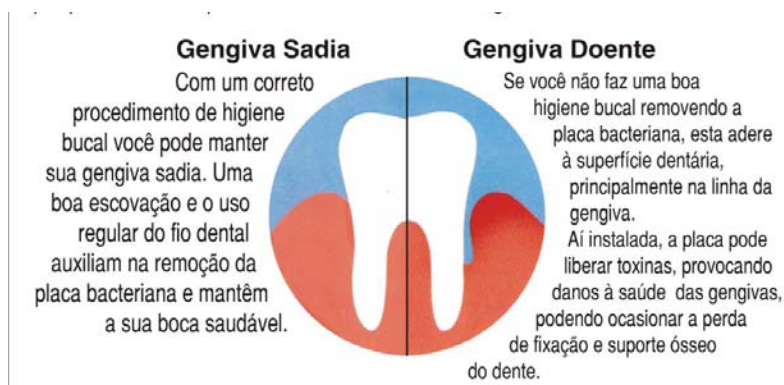 Gengiva Sadia
Com um correto
procedimento de higiene
bucal você pode manter
sua gengiva sadia. Uma
boa escovação e o uso
regular do fio dental
auxiliam na remoção da
placa bacteriana e mantêm
a sua boca saudável.
Gengiva Doente
Se você não faz uma boa
higiene bucal removendo a
placa bacteriana, esta adere
à superfície dentária,
principalmente na linha da
gengiva.
Aí instalada, a placa pode
liberar toxinas, provocando
danos à saúde das gengivas,
podendo ocasionar a perda
de fixação e suporte ósseo
do dente.